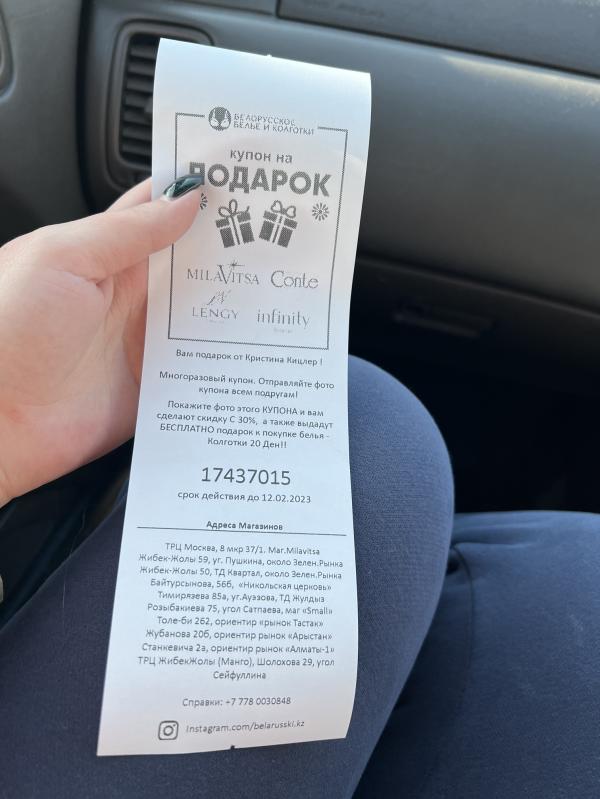 БЕЛОРУССКОЕ
БЕЛЬЕ И КОЛГОТКИ
купон на
ПОДАРОК
MILAVITSA Conte
LENGY infinity
Вам подарок от Кристина Кицлер !
Многоразовый купон. Отправляйте фото
купона всем подругам!
Покажите фото этого КУПОНА и вам
сделают скидку С 30%, а также выдадут
БЕСПЛАТНО подарок к покупке белья -
Колготки 20 Ден!!
17437015
срок действия до 12.02.2023
Адреса Магазинов
ТРЦ Москва, 8 мкр 37/1. Маг.Milavitsa
Жибек-Жолы 59, уг. Пушкина, около Зелен.Рынка
Жибек-Жолы 50, ТД Квартал, около Зелен.Рынка
Байтурсынова, 56б, «Никольская церковь»
Тимирязева 85а, уг.Ауэзова, ТД Жулдыз
Розыбакиева 75, угол Сатпаева, маг «Small»
Толе-би 262, ориентир «рынок Тастак»
Жубанова 20б, ориентир рынок «Арыстан»
Станкевича 2а, ориентир рынок «Алматы-1»
ТРЦ ЖибекЖолы (Манго), Шолохова 29, угол
Сейфуллина
Справки: +7 778 0030848
Instagram.com/belarusski.kz